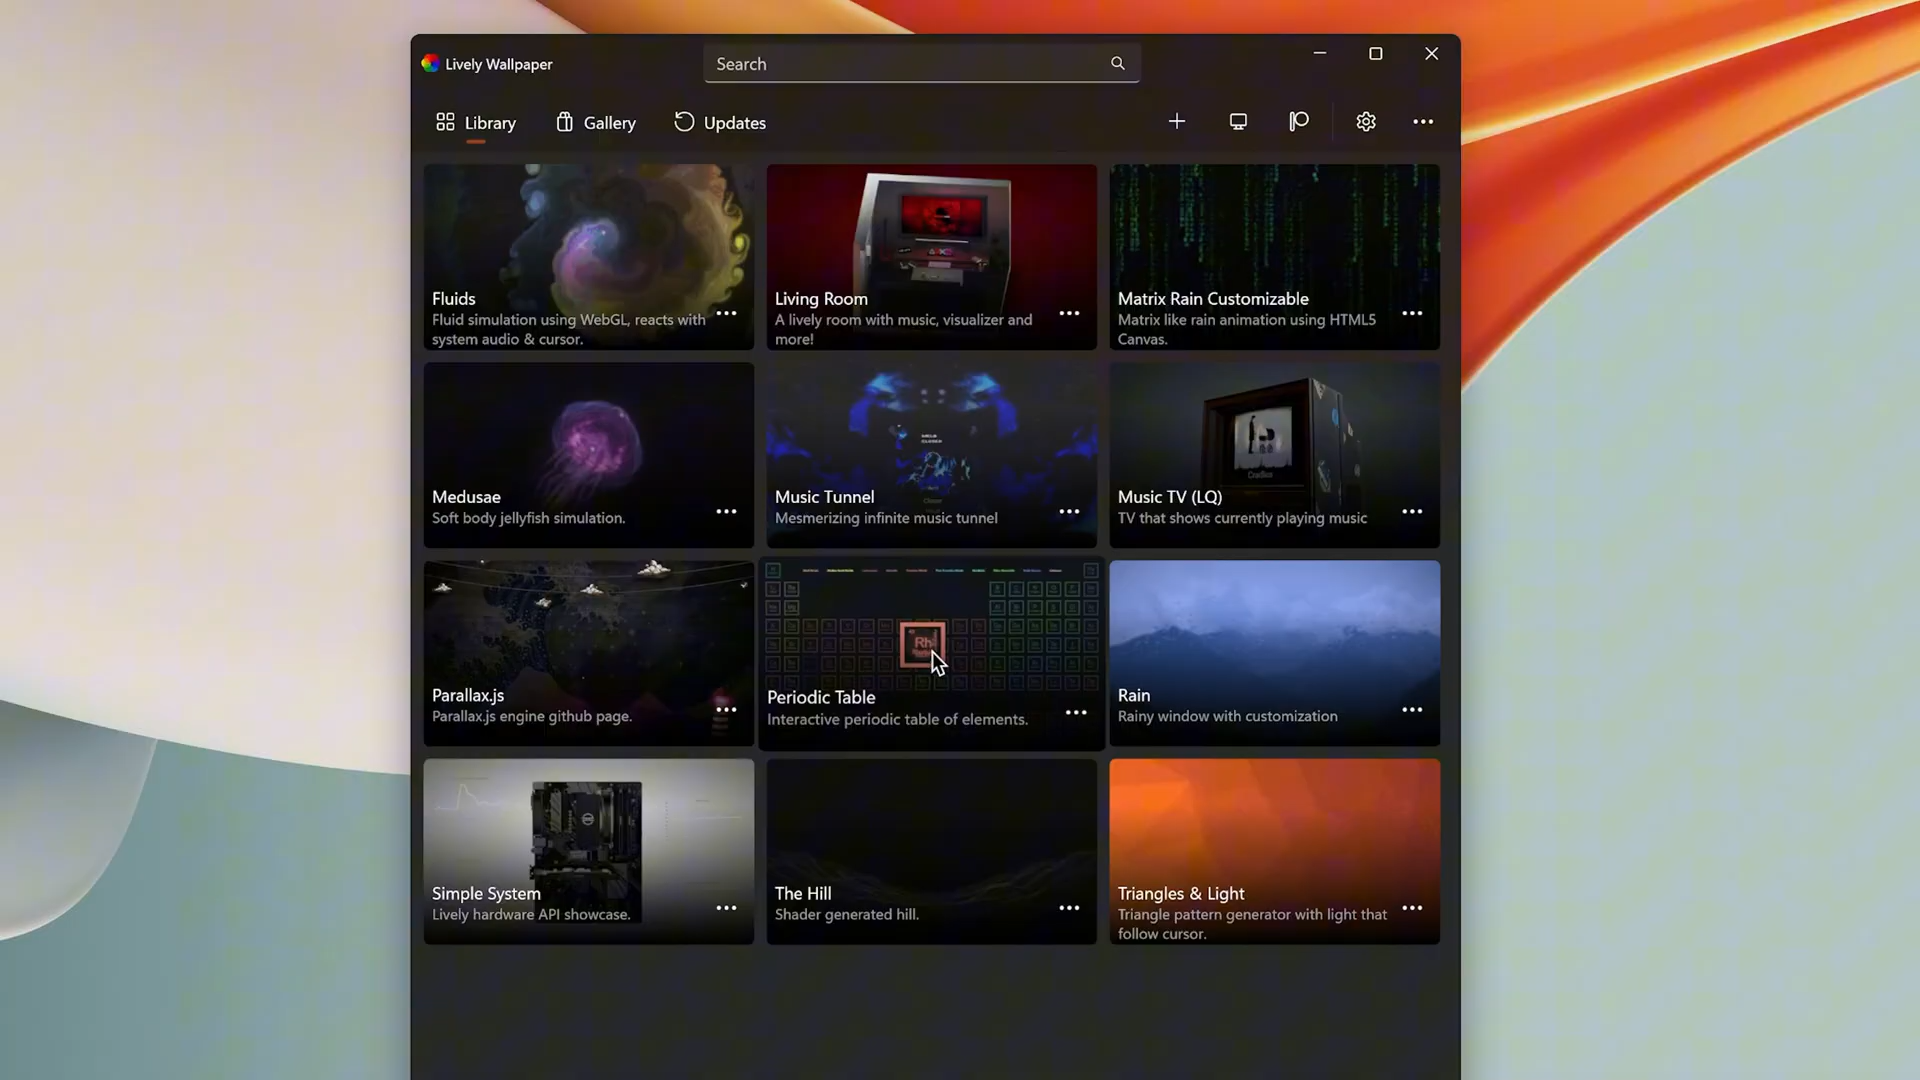 Lively Wallpaper
Search
Library
Gallery
Updates
Fluids
Fluid simulation using WebGL, reacts with
system audio & cursor.
Living Room
A lively room with music, visualizer and
more!
Matrix Rain Customizable
Matrix like rain animation using HTML5
Canvas.
Medusae
Soft body jellyfish simulation.
Music Tunnel
Mesmerizing infinite music tunnel
Music TV (LQ)
TV that shows currently playing music
Parallax.js
Parallax.js engine github page.
Rh
Periodic Table
Interactive periodic table of elements.
Rain
Rainy window with customization
Simple System
Lively hardware API showcase.
The Hill
Shader generated hill.
Triangles & Light
Triangle pattern generator with light that
follow cursor.